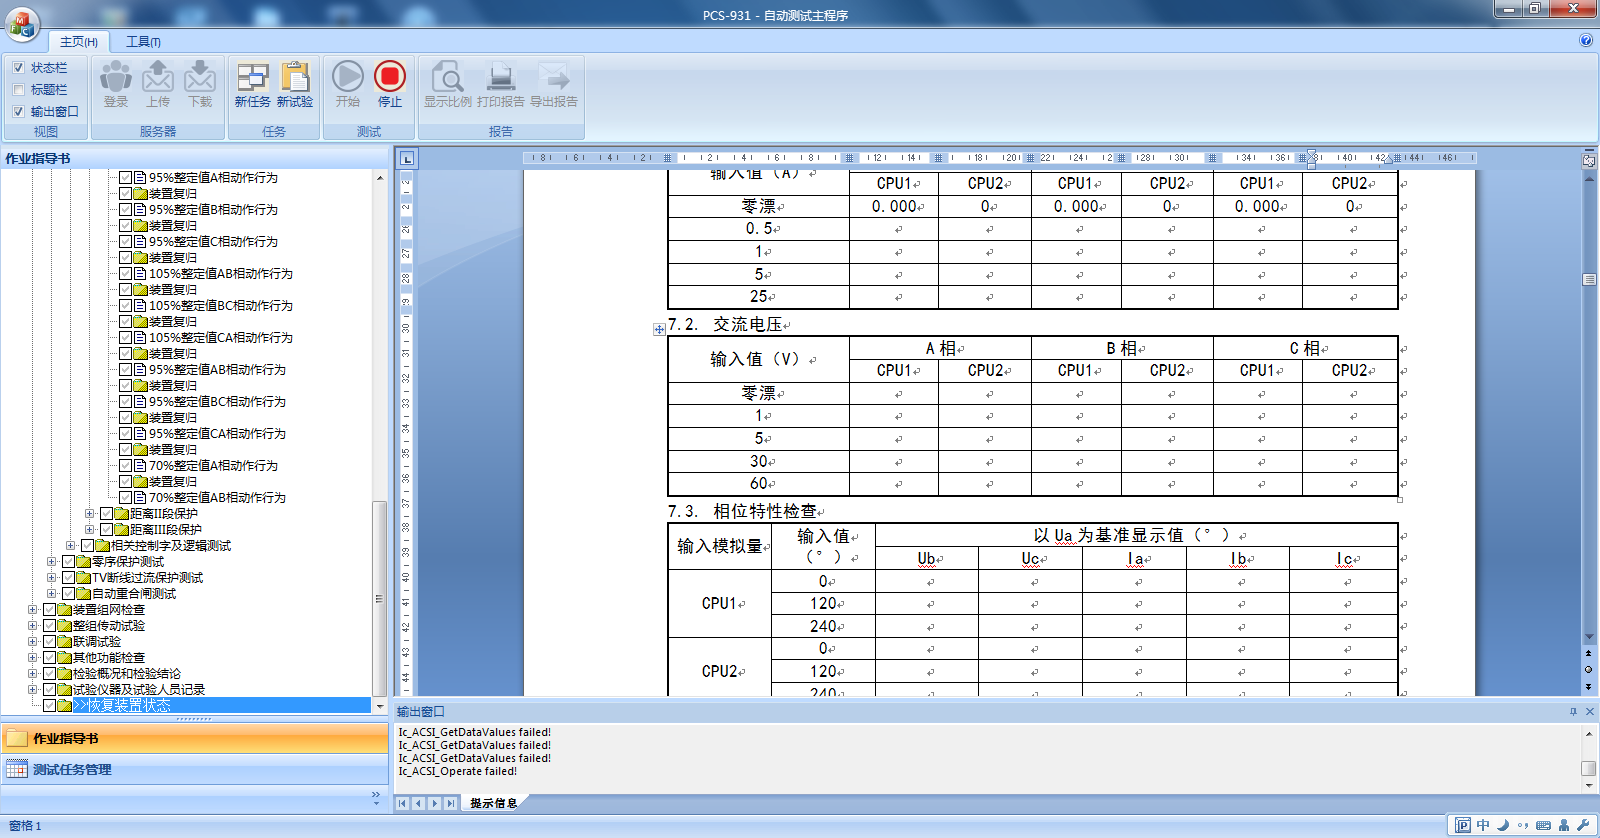 PCS-931 - 自动测试主程序
主页(H) 工具(T)
状态栏
标题栏
输出窗口
视图
登录 上传 下载
服务器
新任务 新试验
任务
开始 停止
测试
显示比例 打印报告 导出报告
报告
作业指导书
95%整定值A相动作行为
装置复归
95%整定值B相动作行为
装置复归
95%整定值C相动作行为
装置复归
105%整定值AB相动作行为
装置复归
105%整定值BC相动作行为
装置复归
105%整定值CA相动作行为
装置复归
95%整定值AB相动作行为
装置复归
95%整定值BC相动作行为
装置复归
95%整定值CA相动作行为
装置复归
70%整定值A相动作行为
装置复归
70%整定值AB相动作行为
距离II段保护
距离III段保护
相关控制字及逻辑测试
零序保护测试
TV断线过流保护测试
自动重合闸测试
装置组网检查
整组传动试验
联调试验
其他功能检查
检验概况和检验结论
试验仪器及试验人员记录
>>恢复装置状态
作业指导书
测试任务管理
输入值（A）
CPU1 CPU2 CPU1 CPU2 CPU1 CPU2
零漂 0.000 0 0.000 0 0.000 0
0.5
1
5
25
7.2. 交流电压
输入值（V） A相 B相 C相
CPU1 CPU2 CPU1 CPU2 CPU1 CPU2
零漂
1
5
30
60
7.3. 相位特性检查
输入模拟量 输入值（°） 以Ua为基准显示值（°）
Ub Uc Ia Ib Ic
CPU1 0
120
240
CPU2 0
120
240
输出窗口
Ic_ACSI_GetDataValues failed!
Ic_ACSI_GetDataValues failed!
Ic_ACSI_GetDataValues failed!
Ic_ACSI_Operate failed!
提示信息
窗格 1
中